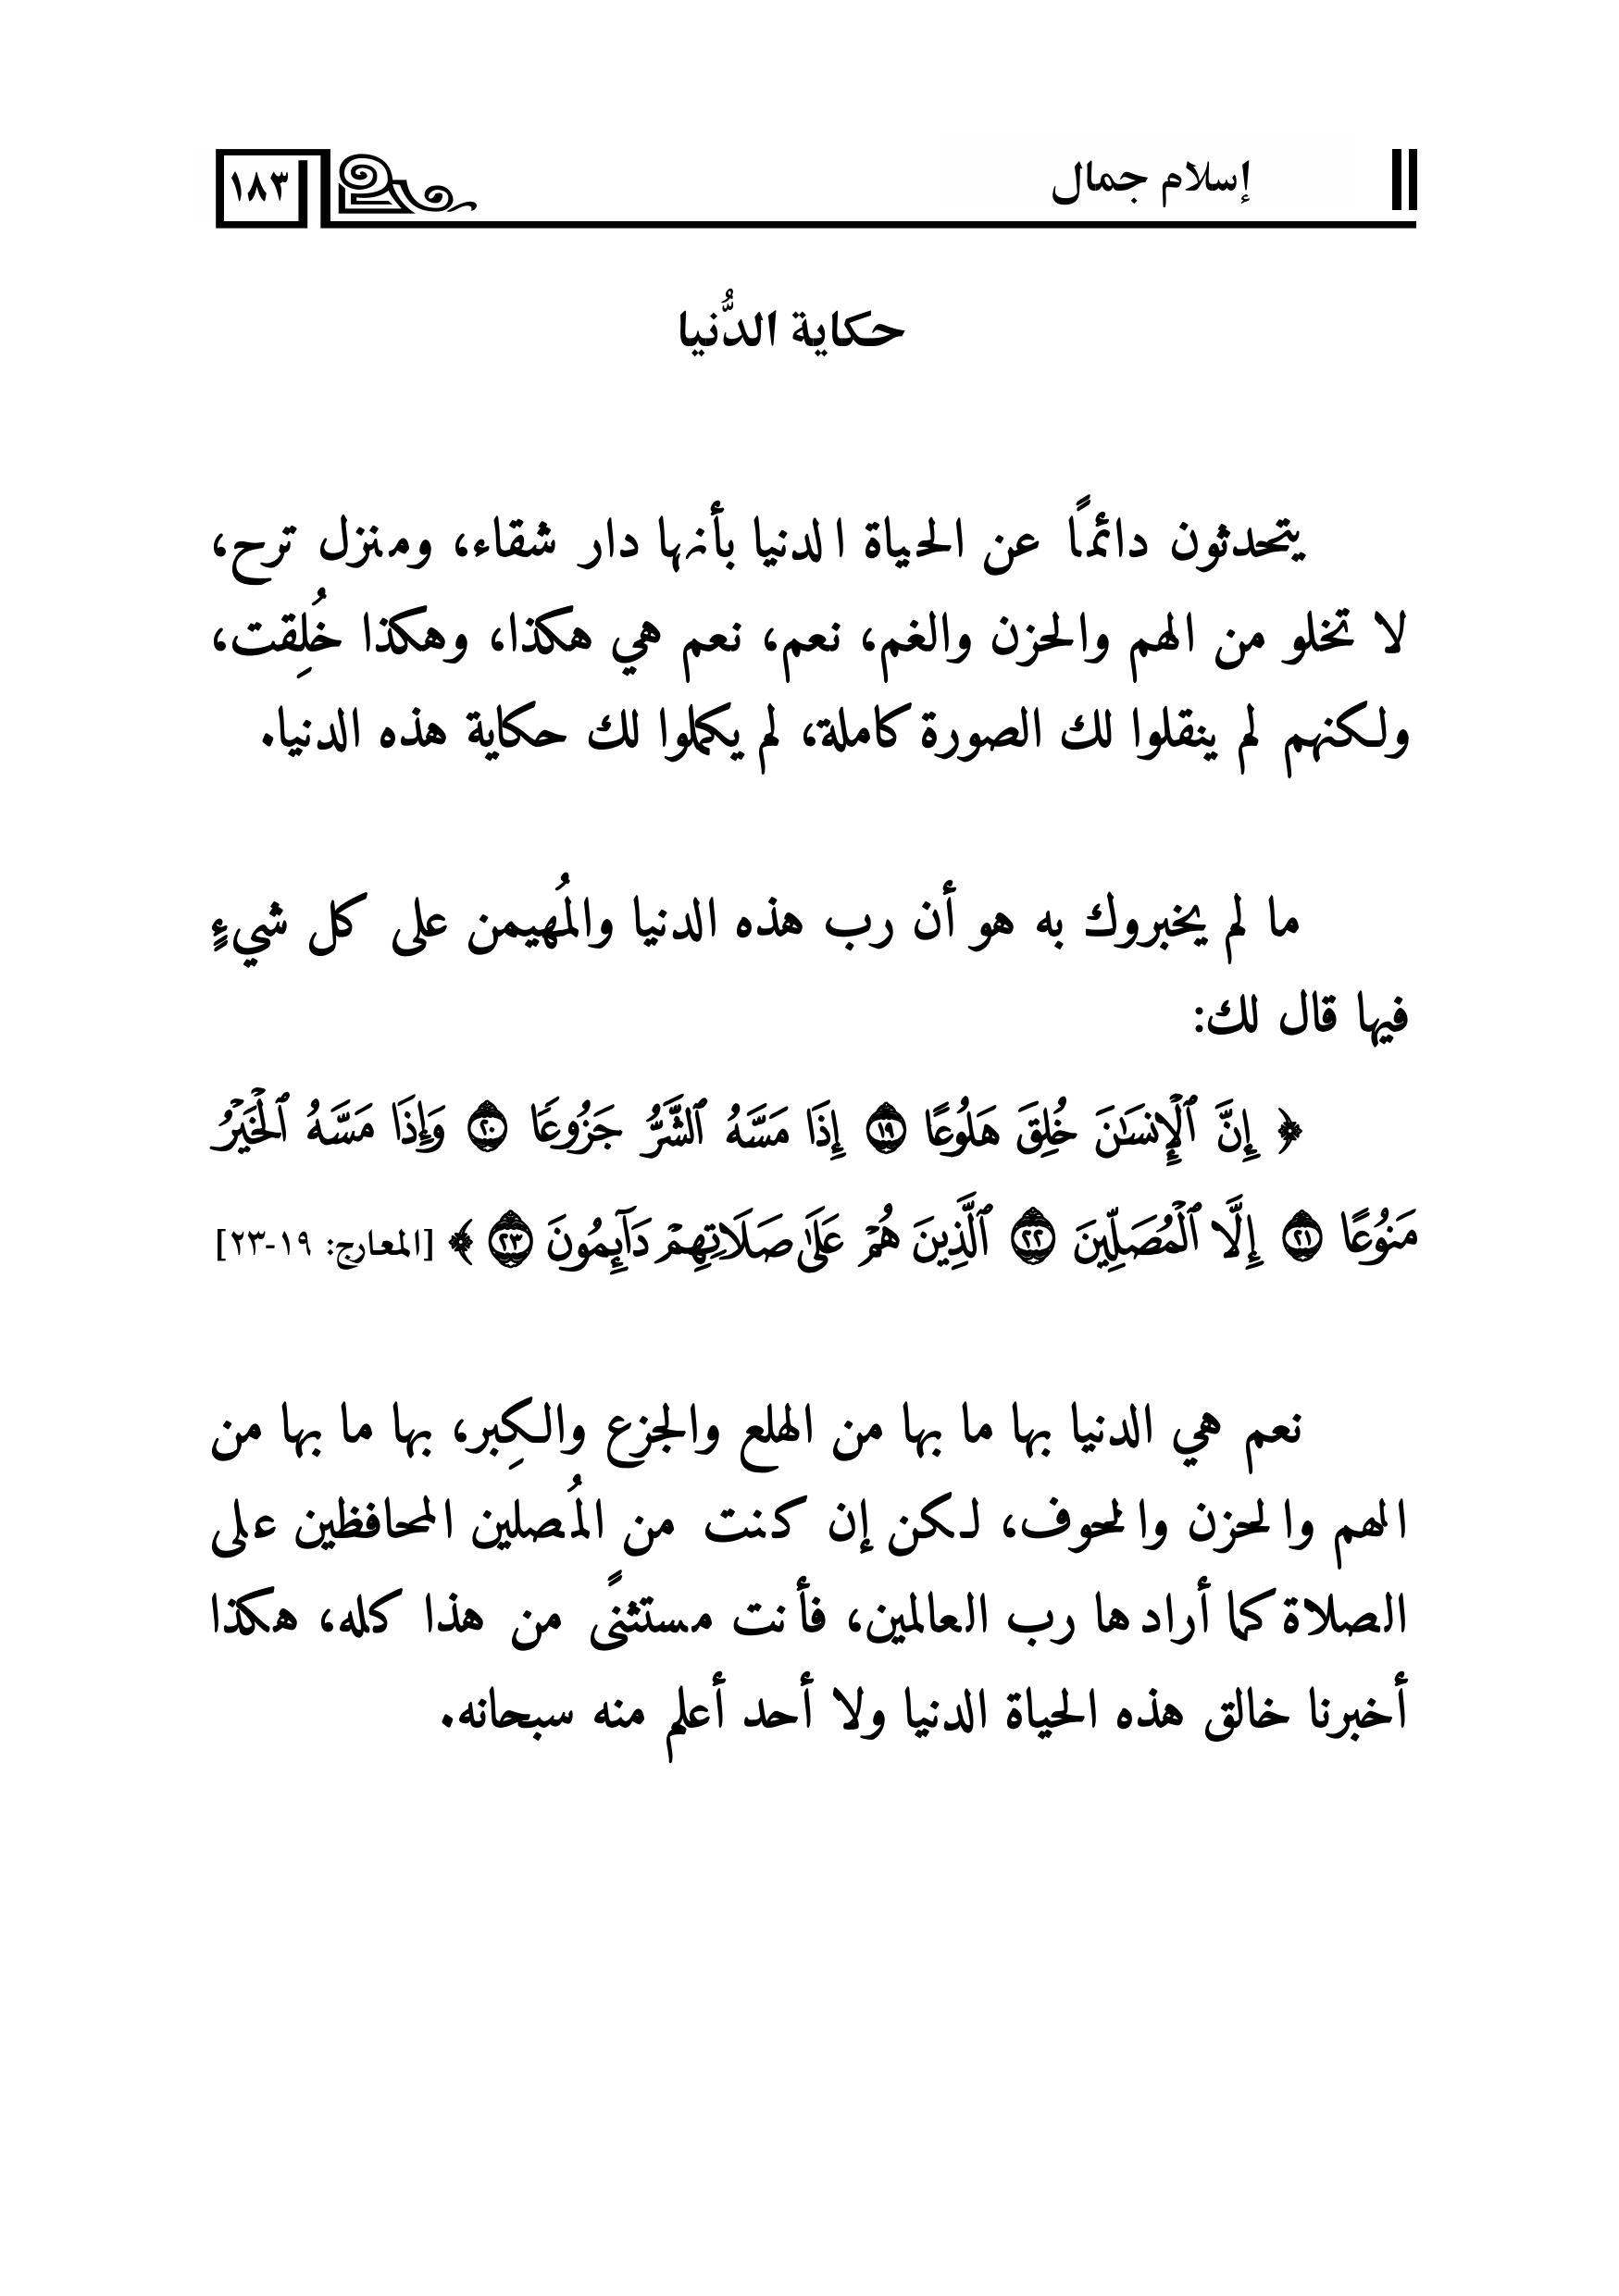 إسلام جمال
١٨٣
حكاية الدُّنيا
يتحدثون دائمًا عن الحياة الدنيا بأنها دار شقاء، ومنزل ترح،
لا تخلو من الهم والحزن والغم، نعم، نعم هي هكذا، وهكذا خُلِقت،
ولكنهم لم ينقلوا لك الصورة كاملة، لم يكملوا لك حكاية هذه الدنيا.
ما لم يخبروك به هو أن رب هذه الدنيا والمُهيمن على كل شيءٍ
فيها قال لك:
﴿ إِنَّ ٱلْإِنسَٰنَ خُلِقَ هَلُوعًا ١٩ إِذَا مَسَّهُ ٱلشَّرُّ جَزُوعًا ٢٠ وَإِذَا مَسَّهُ ٱلْخَيْرُ
مَنُوعًا ٢١ إِلَّا ٱلْمُصَلِّينَ ٢٢ ٱلَّذِينَ هُمْ عَلَىٰ صَلَاتِهِمْ دَآئِمُونَ ٢٣ ﴾ [المعارج: ١٩-٢٣]
نعم هي الدنيا بها ما بها من الهلع والجزع والكِبر، بها ما بها من
الهم والحزن والخوف، لكن إن كنت من المُصلين المحافظين على
الصلاة كما أرادها رب العالمين، فأنت مستثنًى من هذا كله، هكذا
أخبرنا خالق هذه الحياة الدنيا ولا أحد أعلم منه سبحانه.